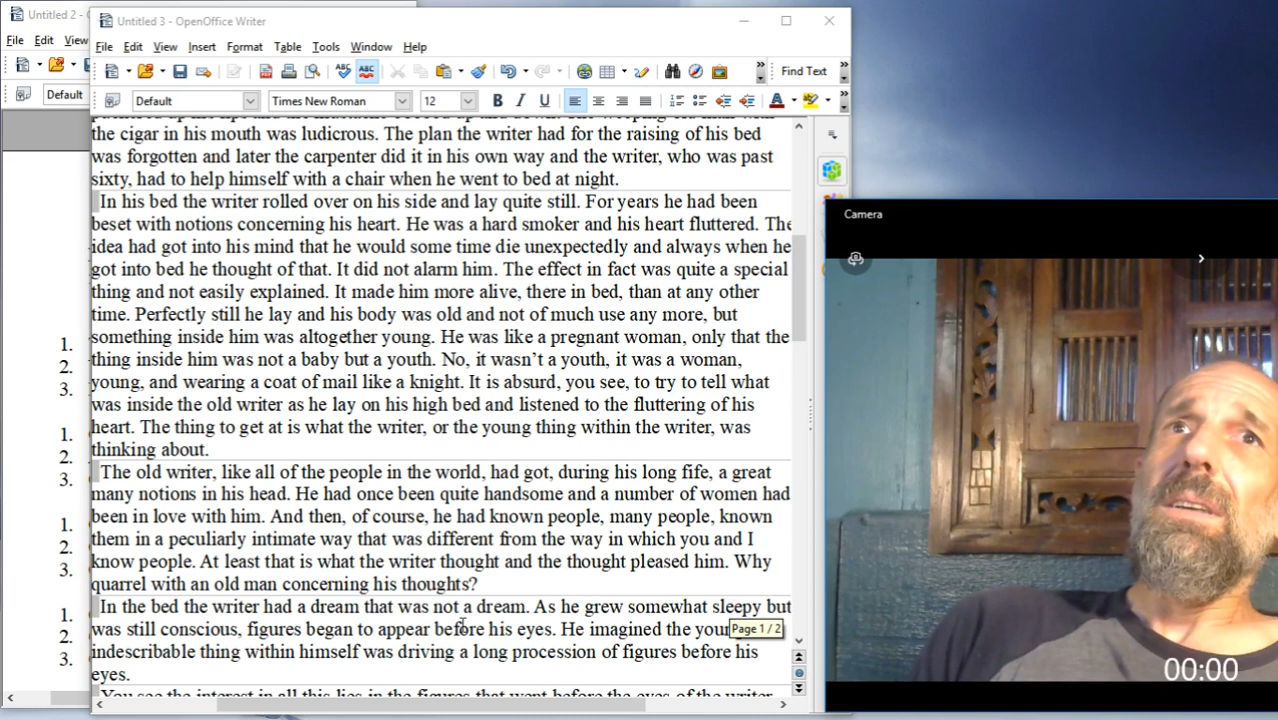 Untitled 2 -
Untitled 3 - OpenOffice Writer
File Edit View
File Edit View Insert Format Table Tools Window Help
Find Text
Default
Default
Times New Roman
12
the cigar in his mouth was ludicrous. The plan the writer had for the raising of his bed
was forgotten and later the carpenter did it in his own way and the writer, who was past
sixty, had to help himself with a chair when he went to bed at night.
In his bed the writer rolled over on his side and lay quite still. For years he had been
beset with notions concerning his heart. He was a hard smoker and his heart fluttered. The
idea had got into his mind that he would some time die unexpectedly and always when he
got into bed he thought of that. It did not alarm him. The effect in fact was quite a special
thing and not easily explained. It made him more alive, there in bed, than at any other
time. Perfectly still he lay and his body was old and not of much use any more, but
something inside him was altogether young. He was like a pregnant woman, only that the
thing inside him was not a baby but a youth. No, it wasn’t a youth, it was a woman,
young, and wearing a coat of mail like a knight. It is absurd, you see, to try to tell what
was inside the old writer as he lay on his high bed and listened to the fluttering of his
heart. The thing to get at is what the writer, or the young thing within the writer, was
thinking about.
The old writer, like all of the people in the world, had got, during his long fife, a great
many notions in his head. He had once been quite handsome and a number of women had
been in love with him. And then, of course, he had known people, many people, known
them in a peculiarly intimate way that was different from the way in which you and I
know people. At least that is what the writer thought and the thought pleased him. Why
quarrel with an old man concerning his thoughts?
In the bed the writer had a dream that was not a dream. As he grew somewhat sleepy but
was still conscious, figures began to appear before his eyes. He imagined the
indescribable thing within himself was driving a long procession of figures before his
eyes.
You see the interest in all this lies in the figures that went before the eyes of the writer
Page 1 / 2
1.
2.
3.
1.
2.
3.
1.
2.
3.
1.
2.
3.
Camera
00:00